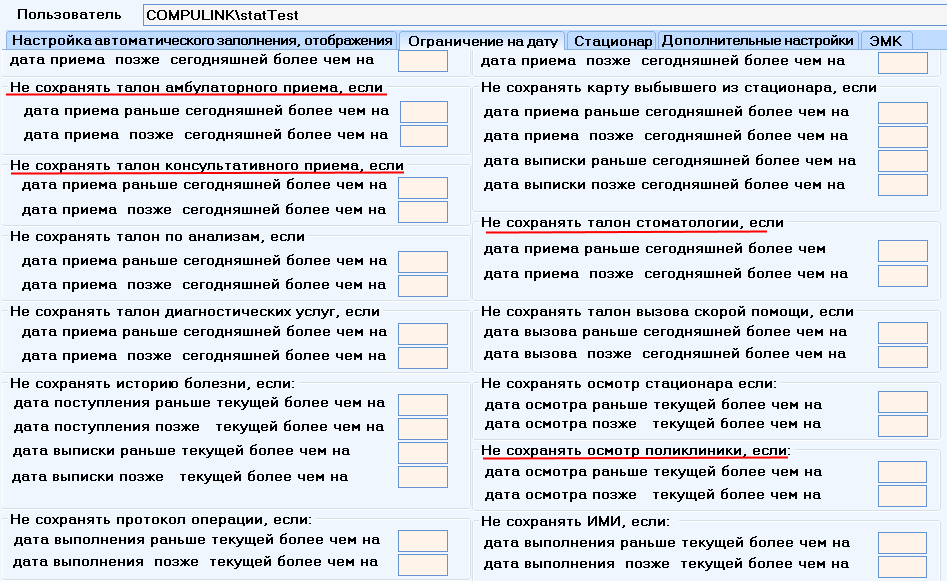 Пользователь COMPULINK\statTest
Настройка автоматического заполнения, отображения Ограничение на дату Стационар Дополнительные настройки ЭМК
дата приема позже сегодняшней более чем на
Не сохранять талон амбулаторного приема, если
дата приема раньше сегодняшней более чем на
дата приема позже сегодняшней более чем на
Не сохранять талон консультативного приема, если
дата приема раньше сегодняшней более чем на
дата приема позже сегодняшней более чем на
Не сохранять талон по анализам, если
дата приема раньше сегодняшней более чем на
дата приема позже сегодняшней более чем на
Не сохранять талон диагностических услуг, если
дата приема раньше сегодняшней более чем на
дата приема позже сегодняшней более чем на
Не сохранять историю болезни, если:
дата поступления раньше текущей более чем на
дата поступления позже текущей более чем на
дата выписки раньше текущей более чем на
дата выписки позже текущей более чем на
Не сохранять протокол операции, если:
дата выполнения раньше текущей более чем на
дата выполнения позже текущей более чем на
дата приема позже сегодняшней более чем на
Не сохранять карту выбывшего из стационара, если
дата приема раньше сегодняшней более чем на
дата приема позже сегодняшней более чем на
дата выписки раньше сегодняшней более чем на
дата выписки позже сегодняшней более чем на
Не сохранять талон стоматологии, если
дата приема раньше сегодняшней более чем
дата приема позже сегодняшней более чем на
Не сохранять талон вызова скорой помощи, если
дата вызова раньше сегодняшней более чем на
дата вызова позже сегодняшней более чем на
Не сохранять осмотр стационара если:
дата осмотра раньше текущей более чем на
дата осмотра позже текущей более чем на
Не сохранять осмотр поликлиники, если:
дата осмотра раньше текущей более чем на
дата осмотра позже текущей более чем на
Не сохранять ИМИ, если:
дата выполнения раньше текущей более чем на
дата выполнения позже текущей более чем на